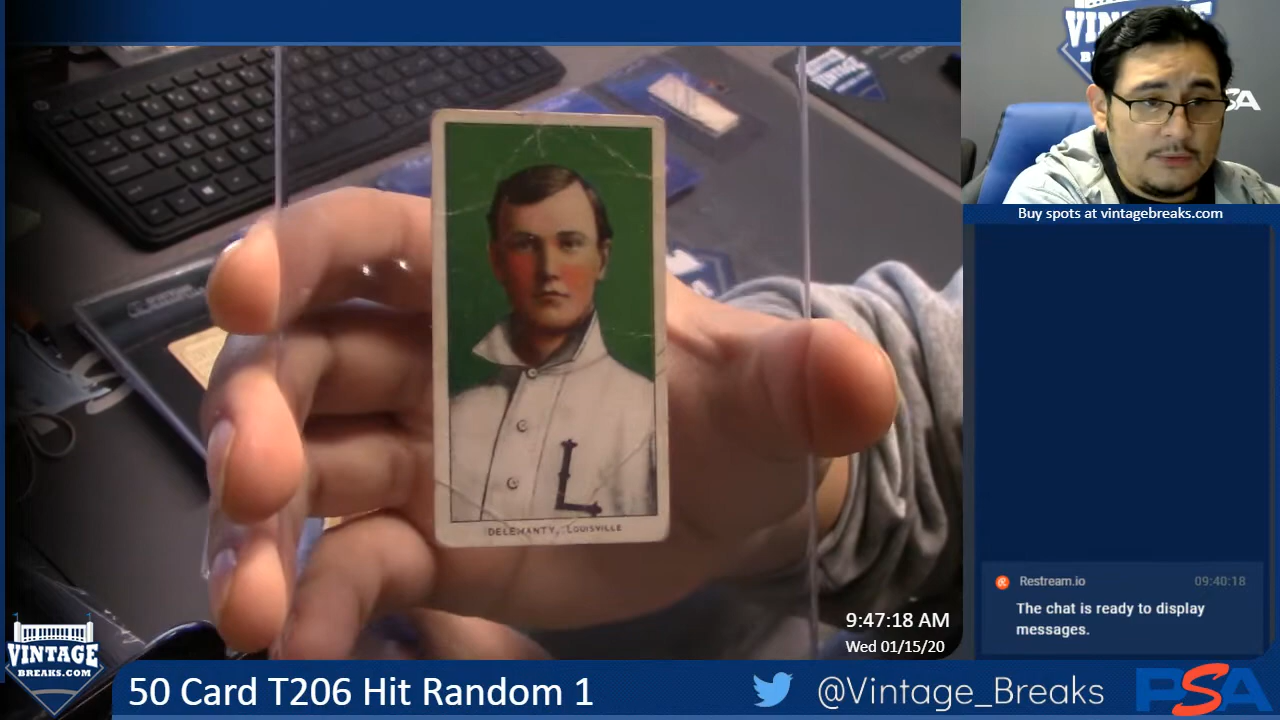 VINTAGE
SA
Buy spots at vintagebreaks.com
L
DELEHANTY, LOUISVILLE
Restream.io 09:40:18
The chat is ready to display
messages.
9:47:18 AM
Wed 01/15/20
VINTAGE
BREAKS.COM
50 Card T206 Hit Random 1
@Vintage_Breaks
PSA